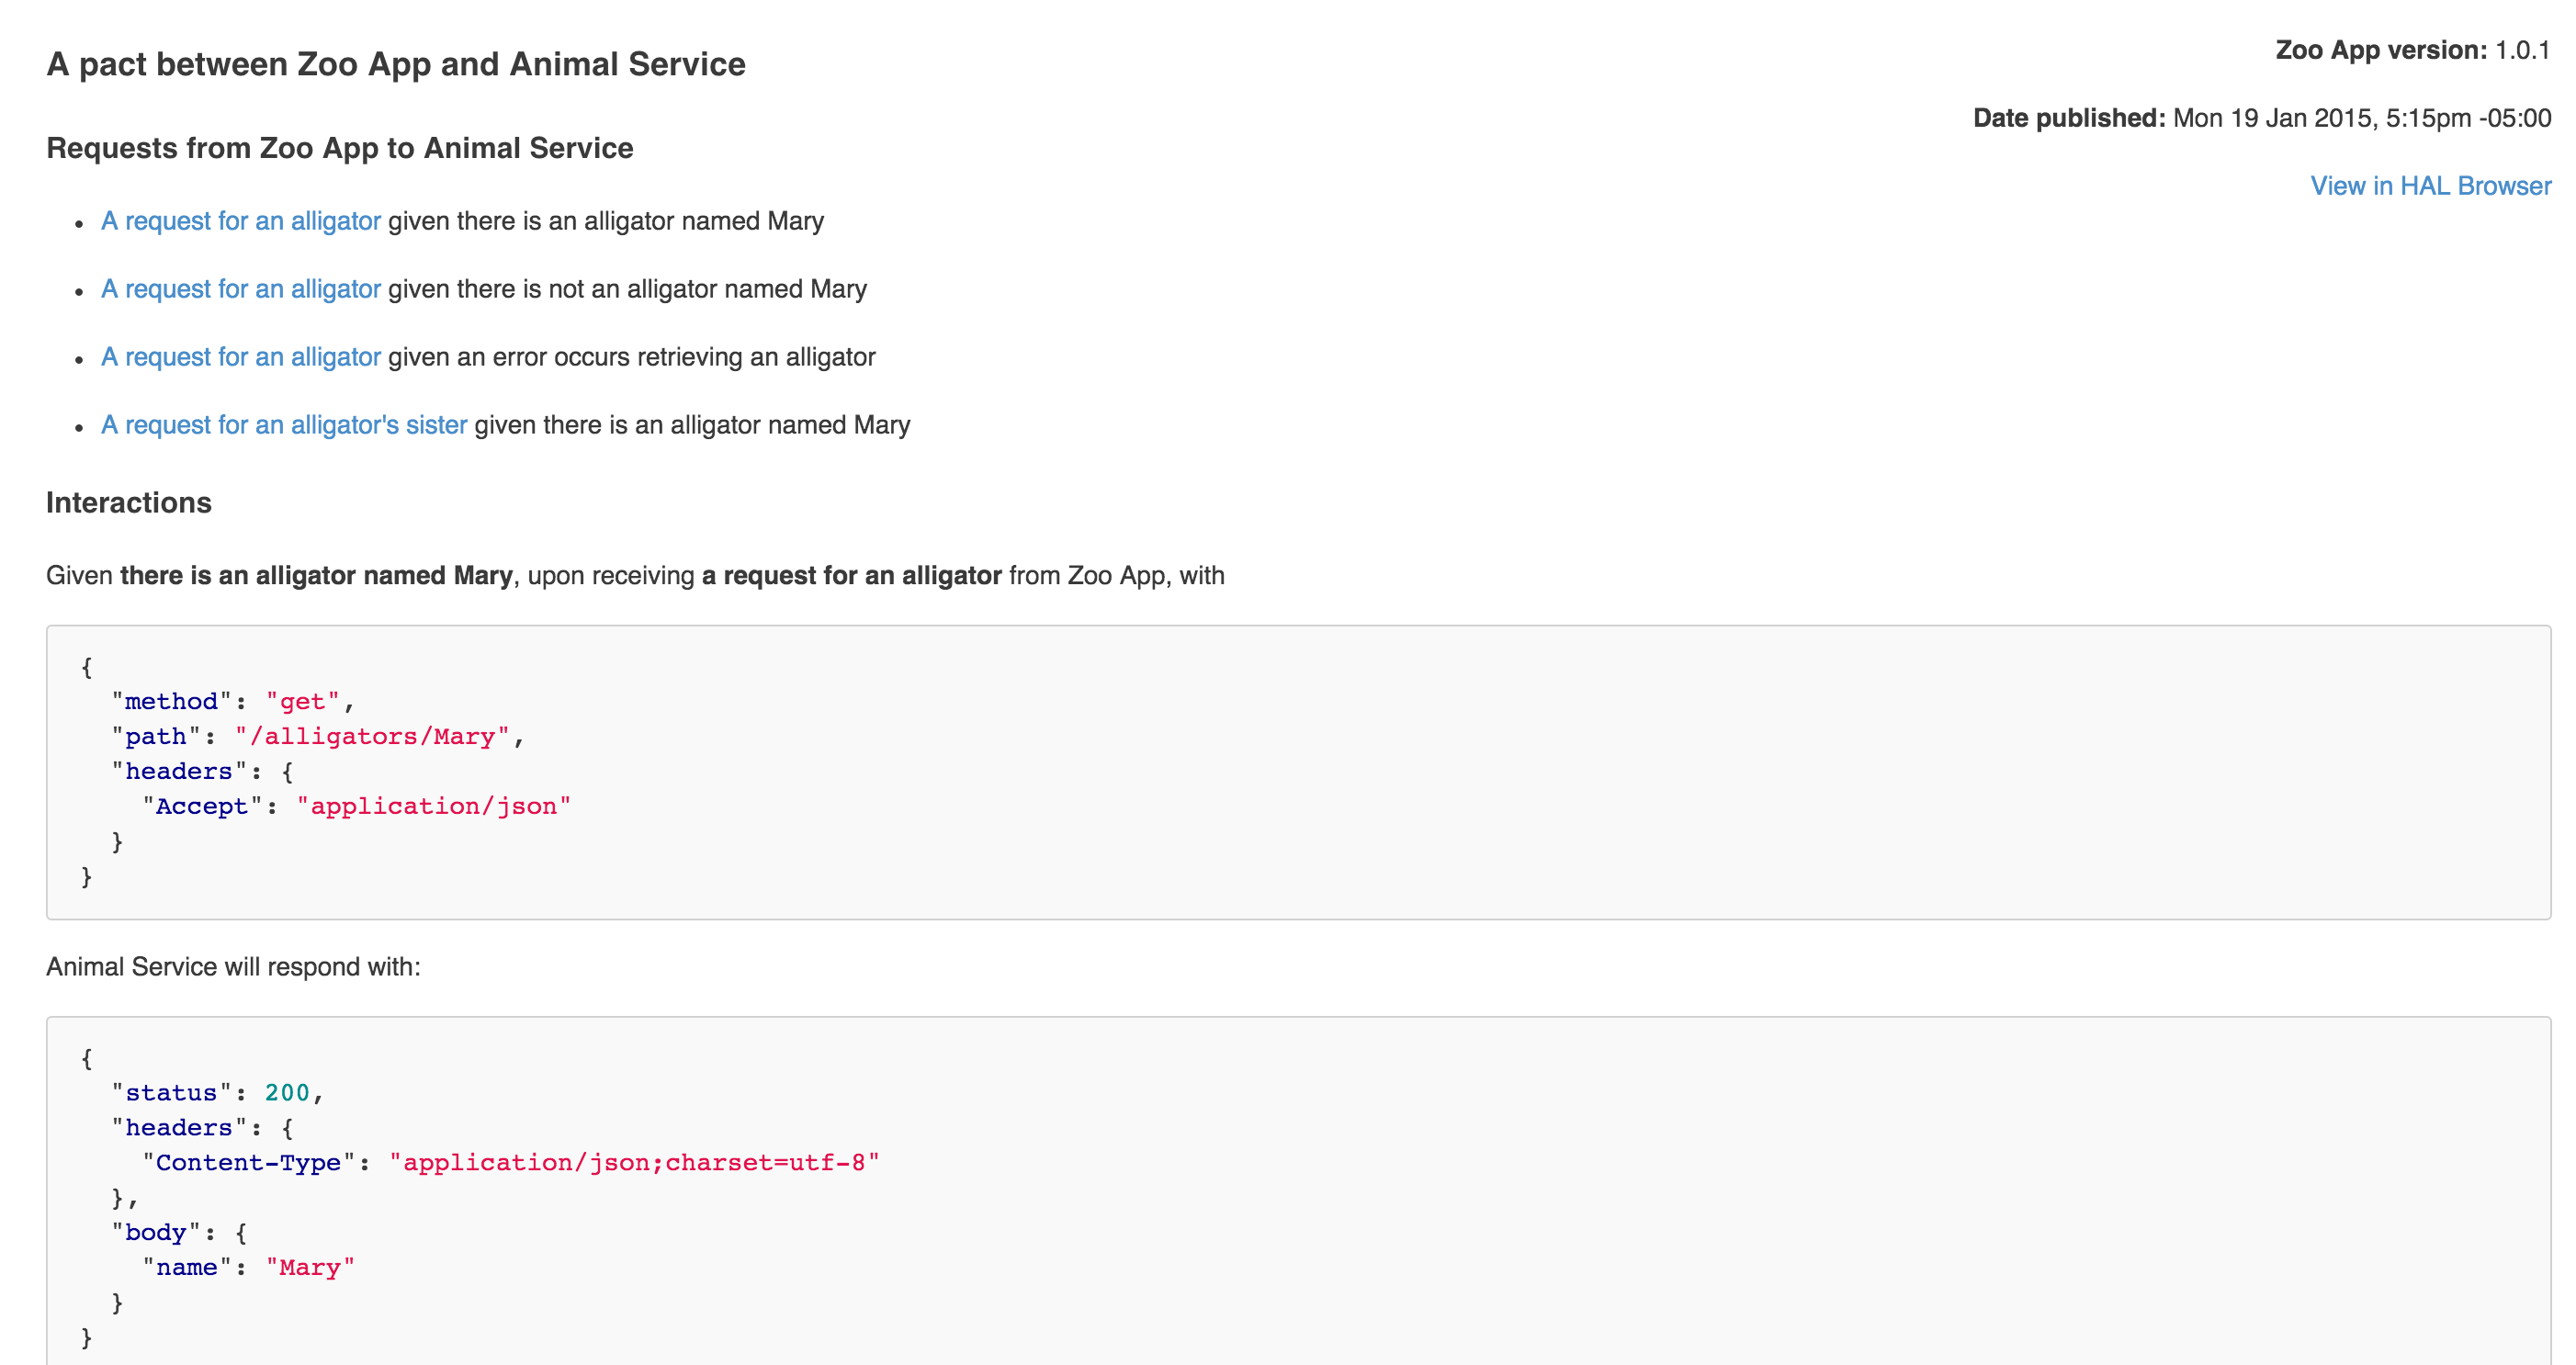 A pact between Zoo App and Animal Service
Zoo App version: 1.0.1
Date published: Mon 19 Jan 2015, 5:15pm -05:00
View in HAL Browser
Requests from Zoo App to Animal Service
• A request for an alligator given there is an alligator named Mary
• A request for an alligator given there is not an alligator named Mary
• A request for an alligator given an error occurs retrieving an alligator
• A request for an alligator's sister given there is an alligator named Mary
Interactions
Given there is an alligator named Mary, upon receiving a request for an alligator from Zoo App, with
{
  "method": "get",
  "path": "/alligators/Mary",
  "headers": {
    "Accept": "application/json"
  }
}
Animal Service will respond with:
{
  "status": 200,
  "headers": {
    "Content-Type": "application/json;charset=utf-8"
  },
  "body": {
    "name": "Mary"
  }
}